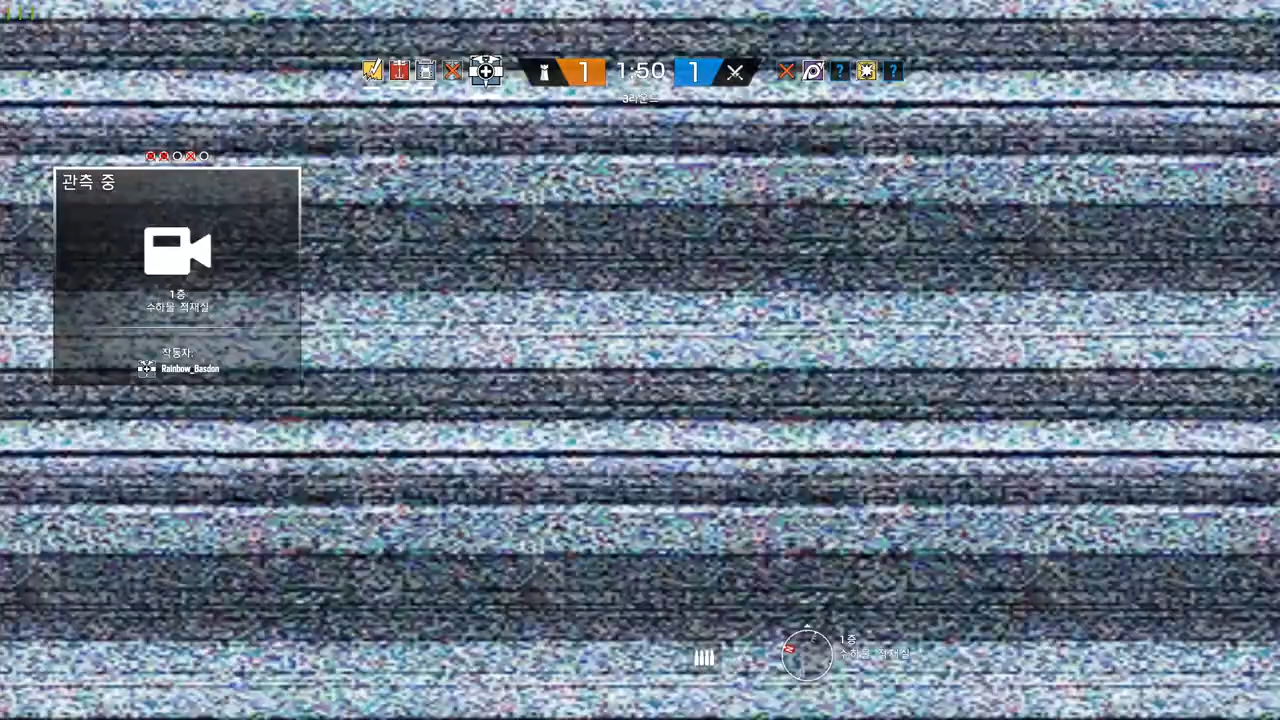 1 1:50 1
3라운드
? ?
관측 중
1층
수하물 적재실
작동자:
Rainbow_Basdon
1층
수하물 적재실